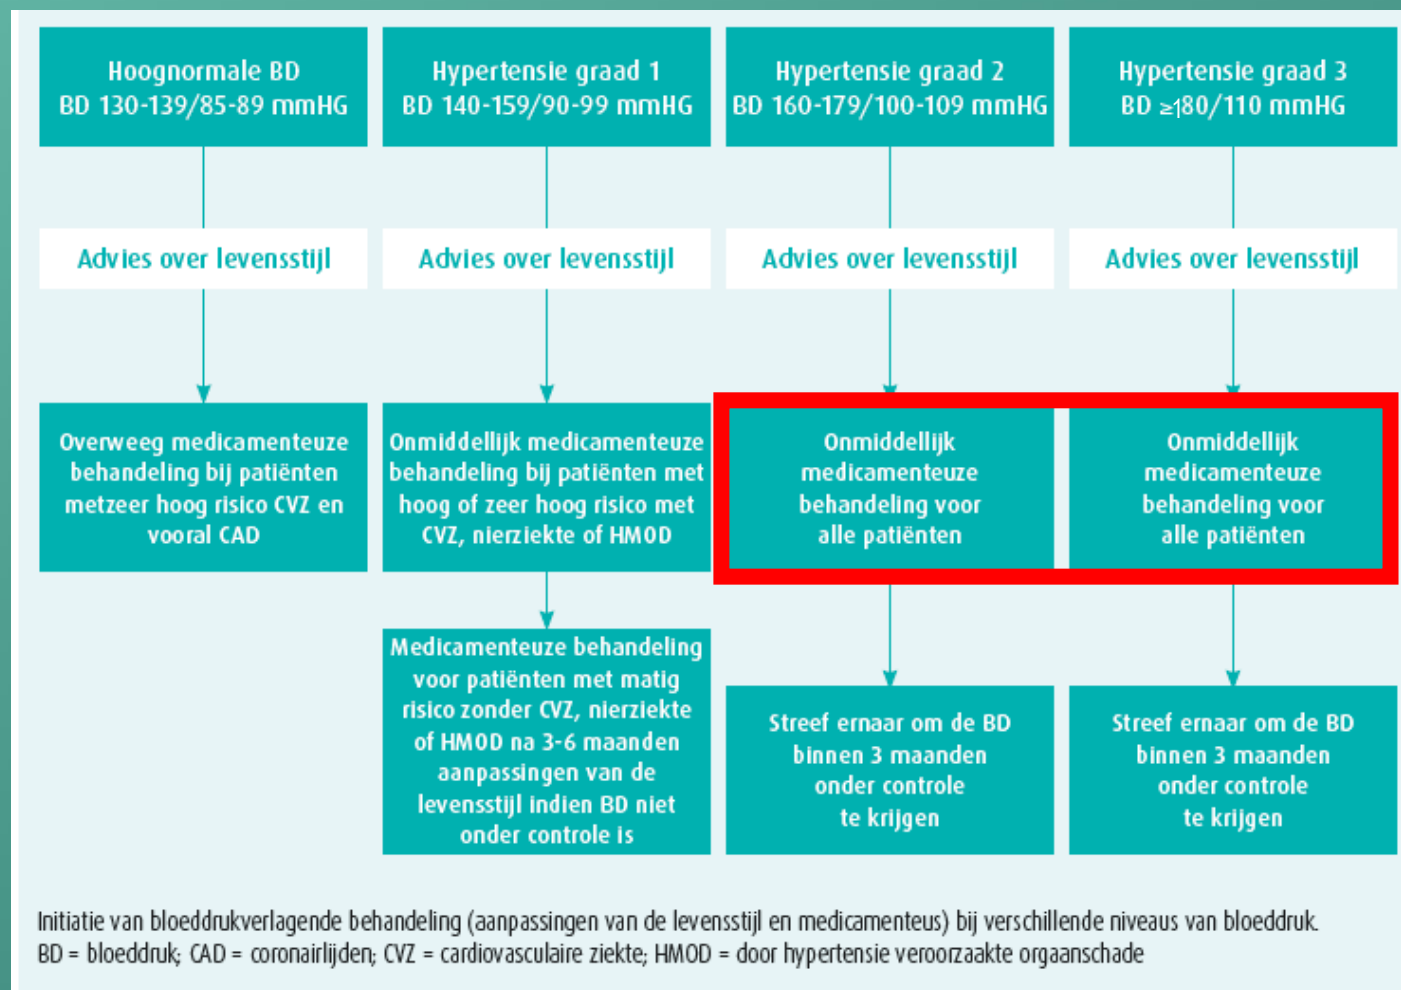 Hoognormale BD
BD 130-139/85-89 mmHG
Hypertensie graad 1
BD 140-159/90-99 mmHG
Hypertensie graad 2
BD 160-179/100-109 mmHG
Hypertensie graad 3
BD ≥180/110 mmHG
Advies over levensstijl
Advies over levensstijl
Advies over levensstijl
Advies over levensstijl
Overweeg medicamenteuze
behandeling bij patiënten
metzeer hoog risico CVZ en
vooral CAD
Onmiddellijk medicamenteuze
behandeling bij patiënten met
hoog of zeer hoog risico met
CVZ, nierziekte of HMOD
Onmiddellijk
medicamenteuze
behandeling voor
alle patiënten
Onmiddellijk
medicamenteuze
behandeling voor
alle patiënten
Medicamenteuze behandeling
voor patiënten met matig
risico zonder CVZ, nierziekte
of HMOD na 3-6 maanden
aanpassingen van de
levensstijl indien BD niet
onder controle is
Streef ernaar om de BD
binnen 3 maanden
onder controle
te krijgen
Streef ernaar om de BD
binnen 3 maanden
onder controle
te krijgen
Initiatie van bloeddrukverlagende behandeling (aanpassingen van de levensstijl en medicamenteus) bij verschillende niveaus van bloeddruk.
BD = bloeddruk; CAD = coronairlijden; CVZ = cardiovasculaire ziekte; HMOD = door hypertensie veroorzaakte orgaanschade